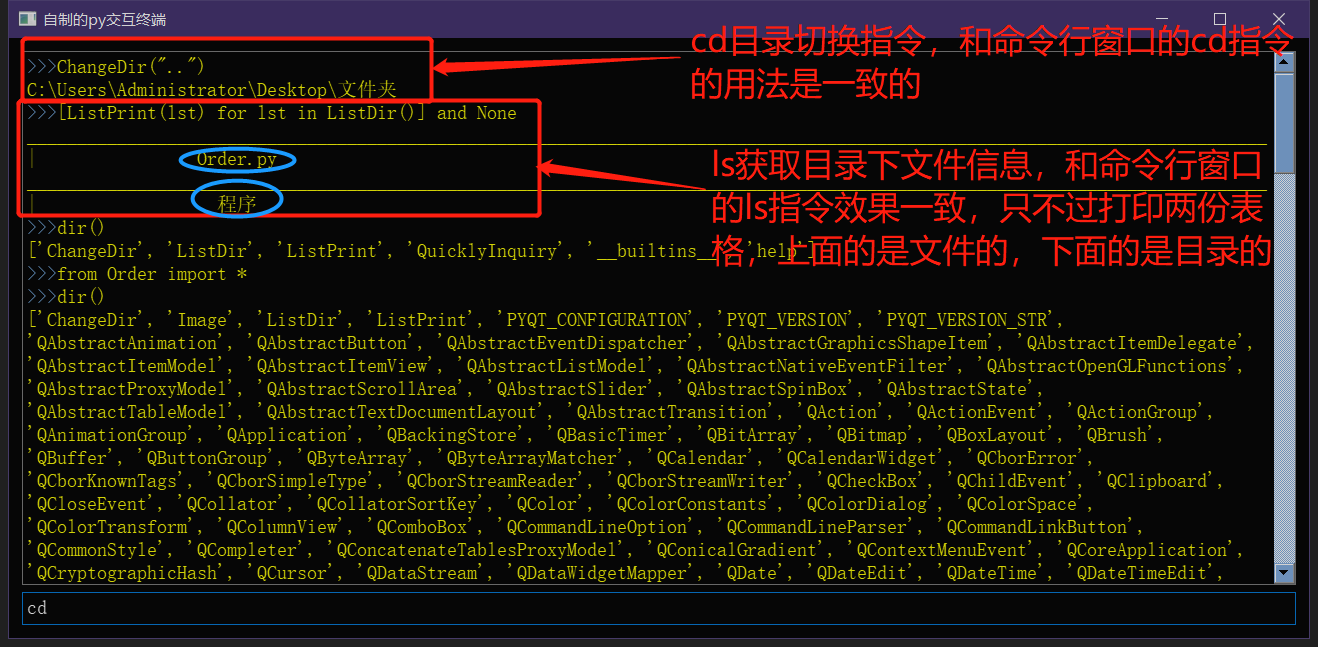 自制的py交互终端
cd目录切换指令，和命令行窗口的cd指令
的用法是一致的
>>>ChangeDir("..")
C:\Users\Administrator\Desktop\文件夹
>>>[ListPrint(lst) for lst in ListDir()] and None
| Order.py
| 程序
ls获取目录下文件信息，和命令行窗口
的ls指令效果一致，只不过打印两份表
格，上面的是文件的，下面的是目录的
>>>dir()
['ChangeDir', 'ListDir', 'ListPrint', 'QuicklyInquiry', '__builtins__', 'help']
>>>from Order import *
>>>dir()
['ChangeDir', 'Image', 'ListDir', 'ListPrint', 'PYQT_CONFIGURATION', 'PYQT_VERSION', 'PYQT_VERSION_STR',
'QAbstractAnimation', 'QAbstractButton', 'QAbstractEventDispatcher', 'QAbstractGraphicsShapeItem', 'QAbstractItemDelegate',
'QAbstractItemModel', 'QAbstractItemView', 'QAbstractListModel', 'QAbstractNativeEventFilter', 'QAbstractOpenGLFunctions',
'QAbstractProxyModel', 'QAbstractScrollArea', 'QAbstractSlider', 'QAbstractSpinBox', 'QAbstractState',
'QAbstractTableModel', 'QAbstractTextDocumentLayout', 'QAbstractTransition', 'QAction', 'QActionEvent', 'QActionGroup',
'QAnimationGroup', 'QApplication', 'QBackingStore', 'QBasicTimer', 'QBitArray', 'QBitmap', 'QBoxLayout', 'QBrush',
'QBuffer', 'QButtonGroup', 'QByteArray', 'QByteArrayMatcher', 'QCalendar', 'QCalendarWidget', 'QCborError',
'QCborKnownTags', 'QCborSimpleType', 'QCborStreamReader', 'QCborStreamWriter', 'QCheckBox', 'QChildEvent', 'QClipboard',
'QCloseEvent', 'QCollator', 'QCollatorSortKey', 'QColor', 'QColorConstants', 'QColorDialog', 'QColorSpace',
'QColorTransform', 'QColumnView', 'QComboBox', 'QCommandLineOption', 'QCommandLineParser', 'QCommandLinkButton',
'QCommonStyle', 'QCompleter', 'QConcatenateTablesProxyModel', 'QConicalGradient', 'QContextMenuEvent', 'QCoreApplication',
'QCryptographicHash', 'QCursor', 'QDataStream', 'QDataWidgetMapper', 'QDate', 'QDateEdit', 'QDateTime', 'QDateTimeEdit',
cd